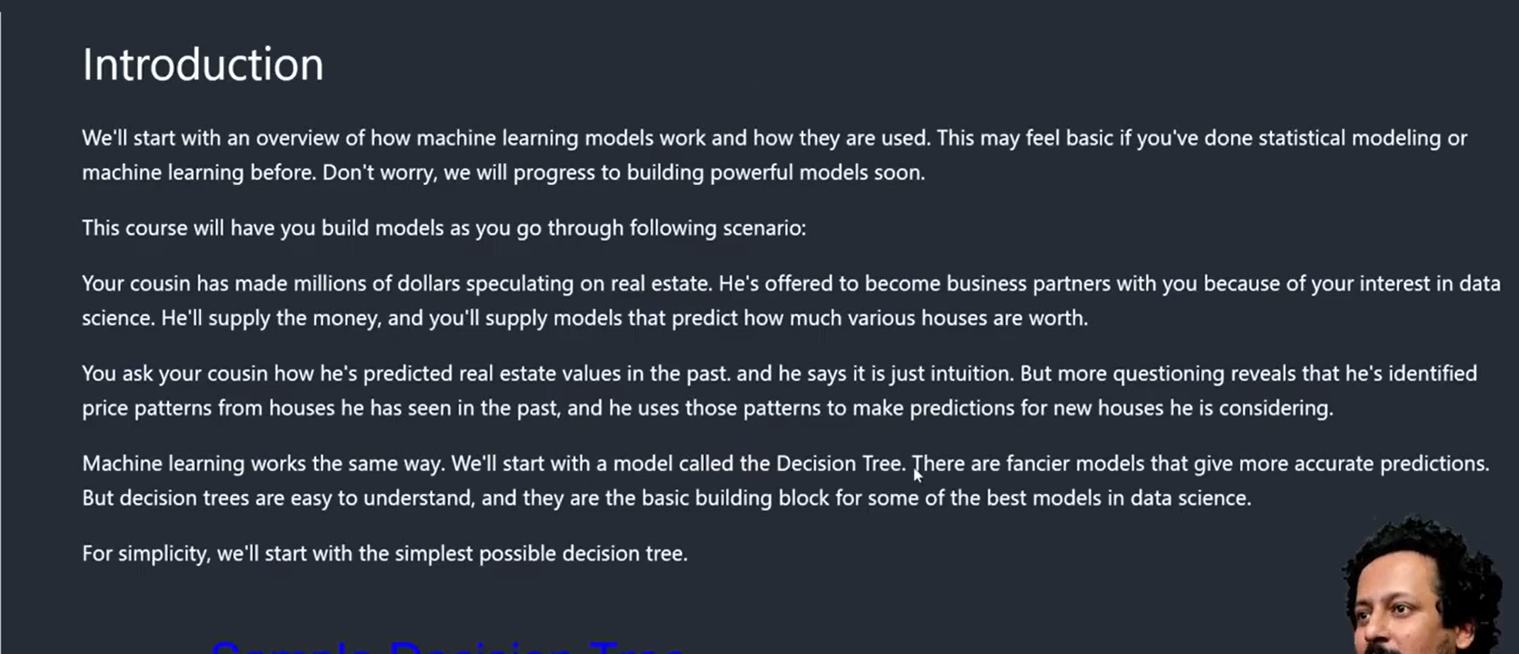 Introduction
We'll start with an overview of how machine learning models work and how they are used. This may feel basic if you've done statistical modeling or
machine learning before. Don't worry, we will progress to building powerful models soon.
This course will have you build models as you go through following scenario:
Your cousin has made millions of dollars speculating on real estate. He's offered to become business partners with you because of your interest in data
science. He'll supply the money, and you'll supply models that predict how much various houses are worth.
You ask your cousin how he's predicted real estate values in the past. and he says it is just intuition. But more questioning reveals that he's identified
price patterns from houses he has seen in the past, and he uses those patterns to make predictions for new houses he is considering.
Machine learning works the same way. We'll start with a model called the Decision Tree. There are fancier models that give more accurate predictions.
But decision trees are easy to understand, and they are the basic building block for some of the best models in data science.
For simplicity, we'll start with the simplest possible decision tree.
Sample Decision Tree